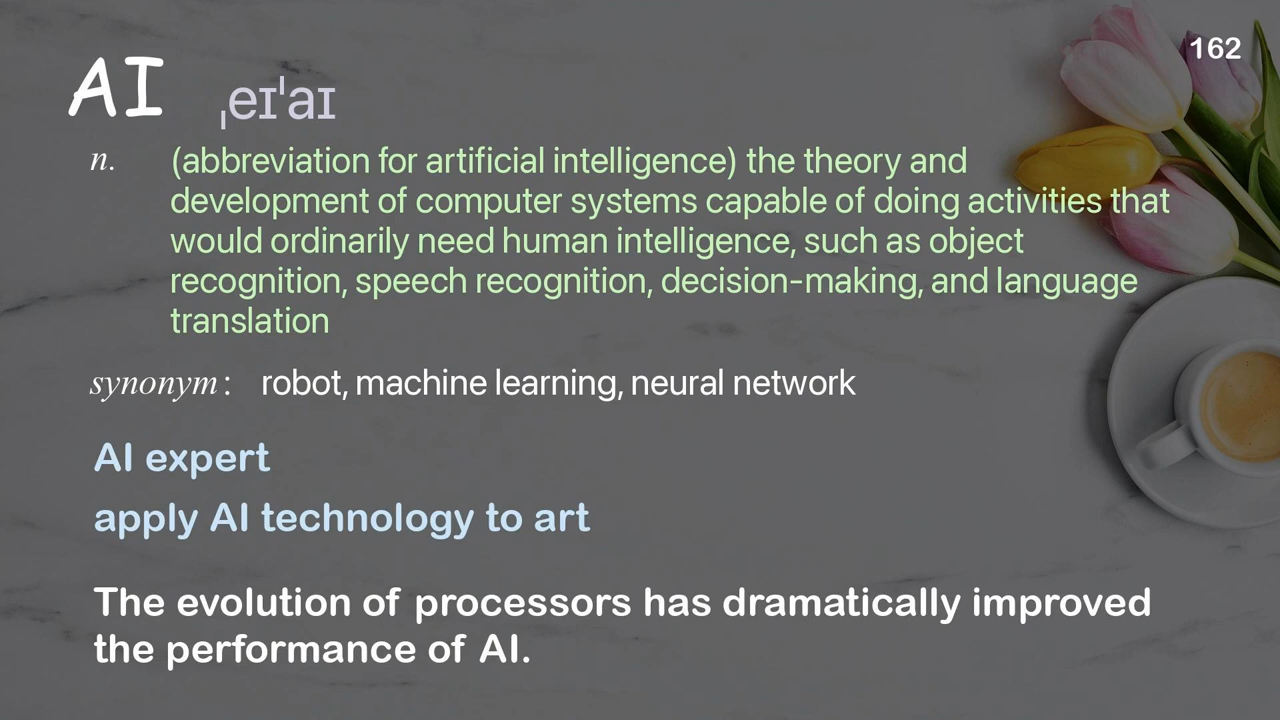 162
AI ˌeɪˈaɪ
n. (abbreviation for artificial intelligence) the theory and
development of computer systems capable of doing activities that
would ordinarily need human intelligence, such as object
recognition, speech recognition, decision-making, and language
translation
synonym: robot, machine learning, neural network
AI expert
apply AI technology to art
The evolution of processors has dramatically improved
the performance of AI.